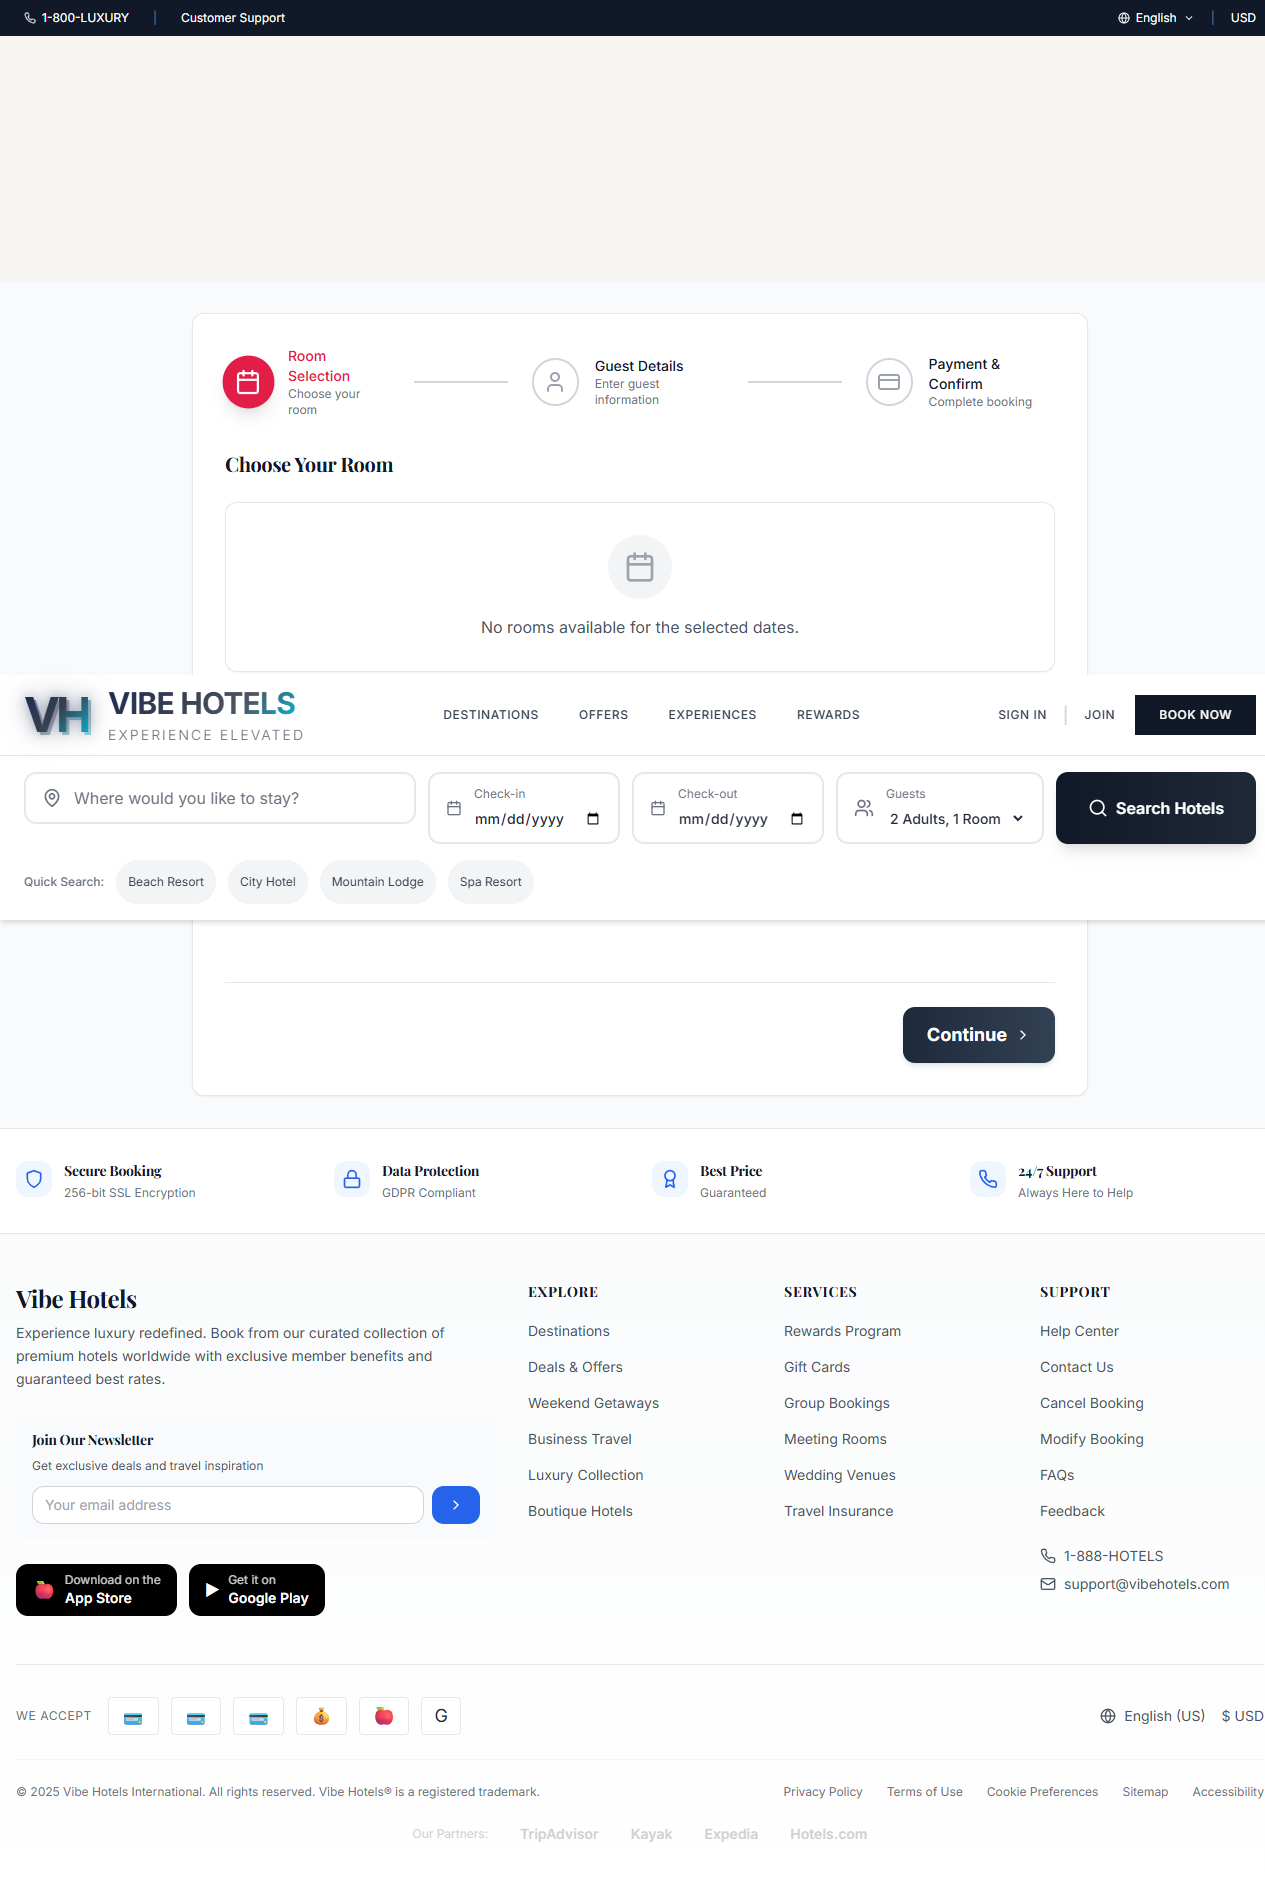 1-800-LUXURY
Customer Support
English
USD
Room
Selection
Choose your
room
Guest Details
Enter guest
information
Payment &
Confirm
Complete booking
Choose Your Room
No rooms available for the selected dates.
VH
VIBE HOTELS
EXPERIENCE ELEVATED
DESTINATIONS
OFFERS
EXPERIENCES
REWARDS
SIGN IN
JOIN
BOOK NOW
Where would you like to stay?
Check-in
mm/dd/yyyy
Check-out
mm/dd/yyyy
Guests
2 Adults, 1 Room
Search Hotels
Quick Search:
Beach Resort
City Hotel
Mountain Lodge
Spa Resort
Continue
Secure Booking
256-bit SSL Encryption
Data Protection
GDPR Compliant
Best Price
Guaranteed
24/7 Support
Always Here to Help
Vibe Hotels
Experience luxury redefined. Book from our curated collection of
premium hotels worldwide with exclusive member benefits and
guaranteed best rates.
Join Our Newsletter
Get exclusive deals and travel inspiration
Your email address
Download on the
App Store
Get it on
Google Play
EXPLORE
Destinations
Deals & Offers
Weekend Getaways
Business Travel
Luxury Collection
Boutique Hotels
SERVICES
Rewards Program
Gift Cards
Group Bookings
Meeting Rooms
Wedding Venues
Travel Insurance
SUPPORT
Help Center
Contact Us
Cancel Booking
Modify Booking
FAQs
Feedback
1-888-HOTELS
support@vibehotels.com
WE ACCEPT
G
English (US)
$ USD
© 2025 Vibe Hotels International. All rights reserved. Vibe Hotels® is a registered trademark.
Privacy Policy
Terms of Use
Cookie Preferences
Sitemap
Accessibility
Our Partners:
TripAdvisor
Kayak
Expedia
Hotels.com